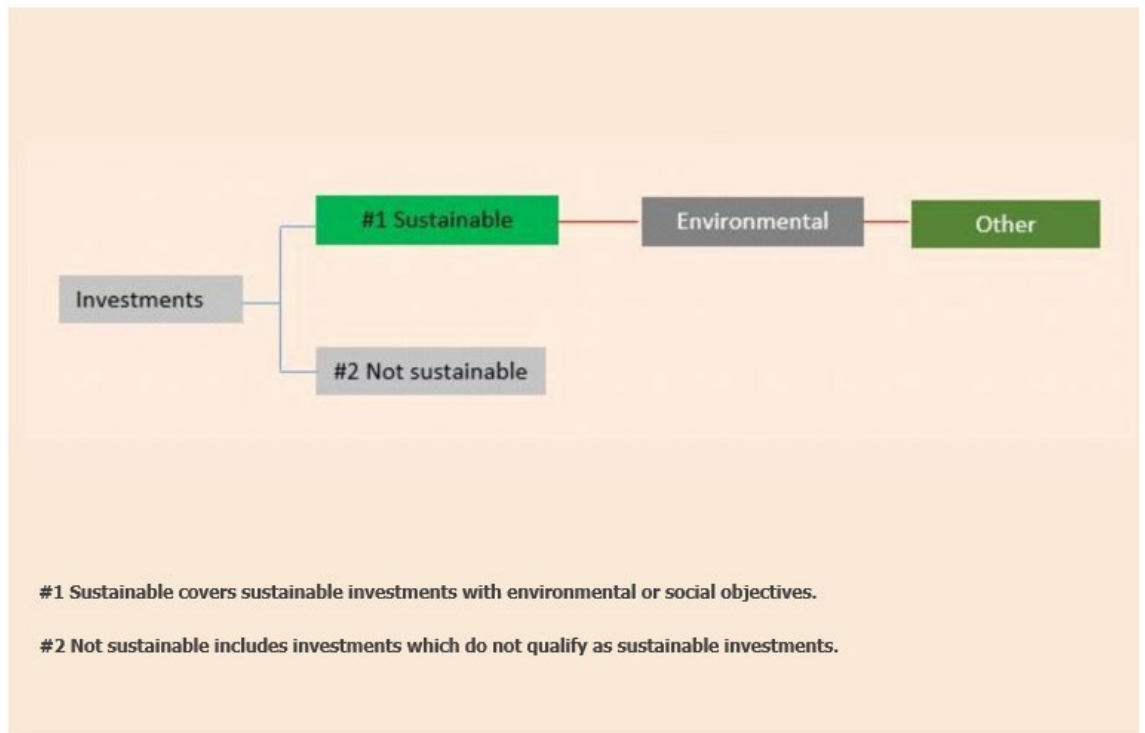 #1 Sustainable
Environmental
Other
Investments
#2 Not sustainable
#1 Sustainable covers sustainable investments with environmental or social objectives.
#2 Not sustainable includes investments which do not qualify as sustainable investments.